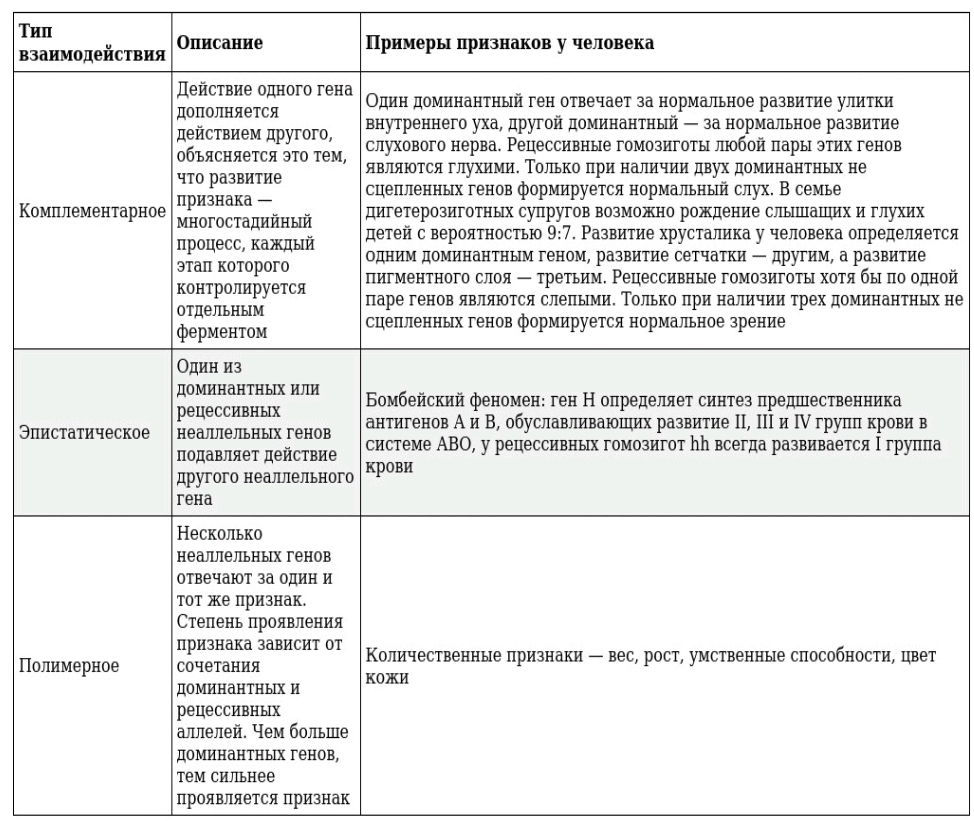 Тип
взаимодействия
Описание
Примеры признаков у человека
Комплементарное
Действие одного гена
дополняется
действием другого,
объясняется это тем,
что развитие
признака —
многостадийный
процесс, каждый
этап которого
контролируется
отдельным
ферментом
Один доминантный ген отвечает за нормальное развитие улитки
внутреннего уха, другой доминантный — за нормальное развитие
слухового нерва. Рецессивные гомозиготы любой пары этих генов
являются глухими. Только при наличии двух доминантных не
сцепленных генов формируется нормальный слух. В семье
дигетерозиготных супругов возможно рождение слышащих и глухих
детей с вероятностью 9:7. Развитие хрусталика у человека определяется
одним доминантным геном, развитие сетчатки — другим, а развитие
пигментного слоя — третьим. Рецессивные гомозиготы хотя бы по одной
паре генов являются слепыми. Только при наличии трех доминантных не
сцепленных генов формируется нормальное зрение
Эпистатическое
Один из
доминантных или
рецессивных
неаллельных генов
подавляет действие
другого неаллельного
гена
Бомбейский феномен: ген H определяет синтез предшественника
антигенов A и B, обуславливающих развитие II, III и IV групп крови в
системе АВО, у рецессивных гомозигот hh всегда развивается I группа
крови
Полимерное
Несколько
неаллельных генов
отвечают за один и
тот же признак.
Степень проявления
признака зависит от
сочетания
доминантных и
рецессивных
аллелей. Чем больше
доминантных генов,
тем сильнее
проявляется признак
Количественные признаки — вес, рост, умственные способности, цвет
кожи